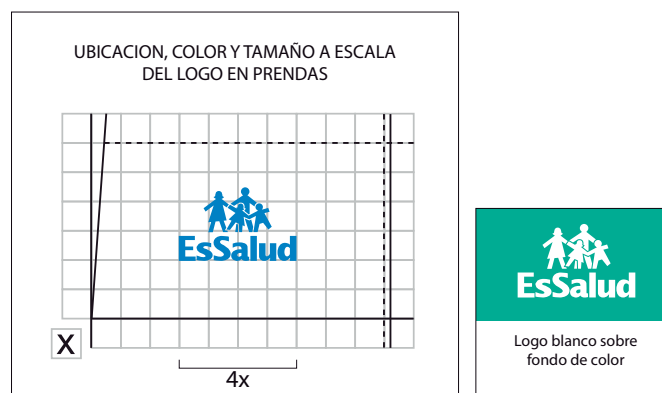 UBICACION, COLOR Y TAMAÑO A ESCALA
DEL LOGO EN PRENDAS
EsSalud
X
4x
EsSalud
Logo blanco sobre
fondo de color